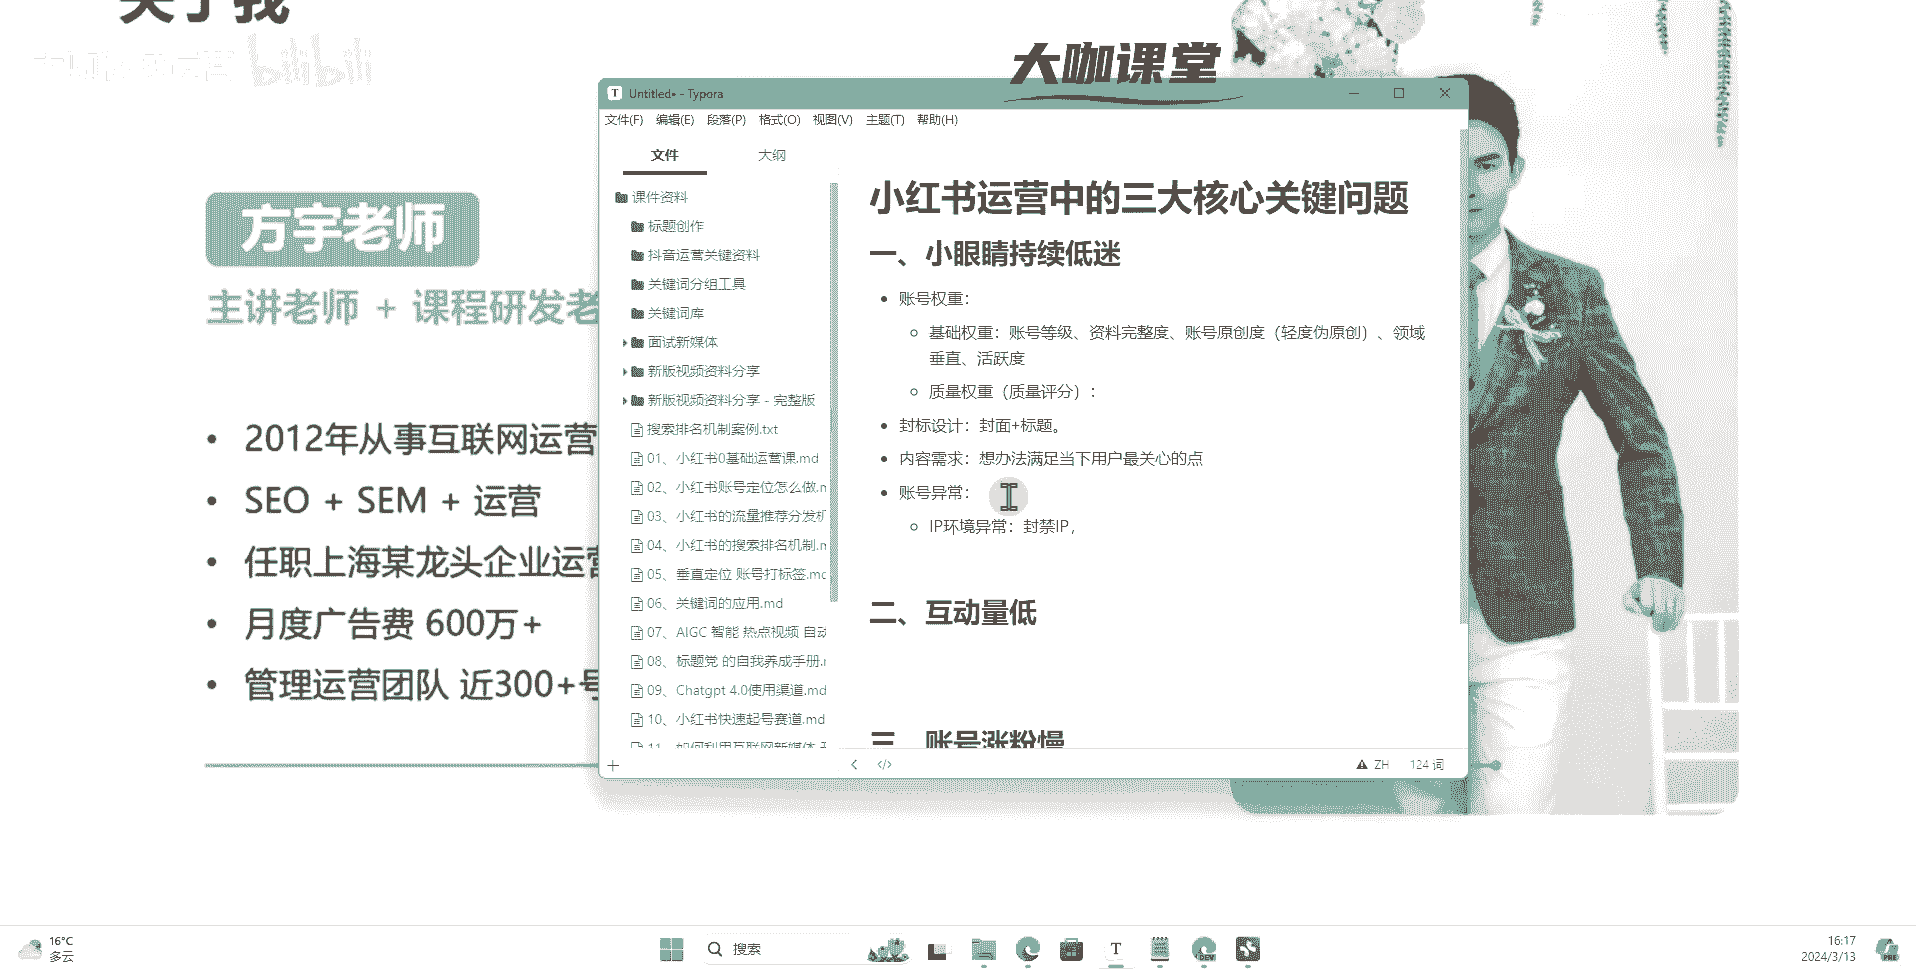 关于我
bilibili
大咖课堂
方宇老师
主讲老师 + 课程研发老
2012年从事互联网运营
SEO + SEM + 运营
任职上海某龙头企业运营
月度广告费 600万+
管理运营团队 近300+号
Untitled• - Typora
文件(F) 编辑(E) 段落(P) 格式(O) 视图(V) 主题(T) 帮助(H)
文件 大纲
课件资料
标题创作
抖音运营关键资料
关键词分组工具
关键词库
面试新媒体
新版视频资料分享
新版视频资料分享 - 完整版
搜索排名机制案例.txt
01、小红书0基础运营课.md
02、小红书账号定位怎么做.m
03、小红书的流量推荐分发机
04、小红书的搜索排名机制.m
05、垂直定位 账号打标签.md
06、关键词的应用.md
07、AIGC 智能 热点视频 自动
08、标题党 的自我养成手册.m
09、Chatgpt 4.0使用渠道.md
10、小红书快速起号赛道.md
11、如何利用互联网新媒体
小红书运营中的三大核心关键问题
一、小眼睛持续低迷
账号权重：
基础权重：账号等级、资料完整度、账号原创度（轻度伪原创）、领域
垂直、活跃度
质量权重（质量评分）：
封标设计：封面+标题。
内容需求：想办法满足当下用户最关心的点
账号异常：
IP环境异常：封禁IP，
二、互动量低
三、账号涨粉慢
ZH 124 词
16°C
多云
搜索
DEV
16:17
2024/3/13
PRE